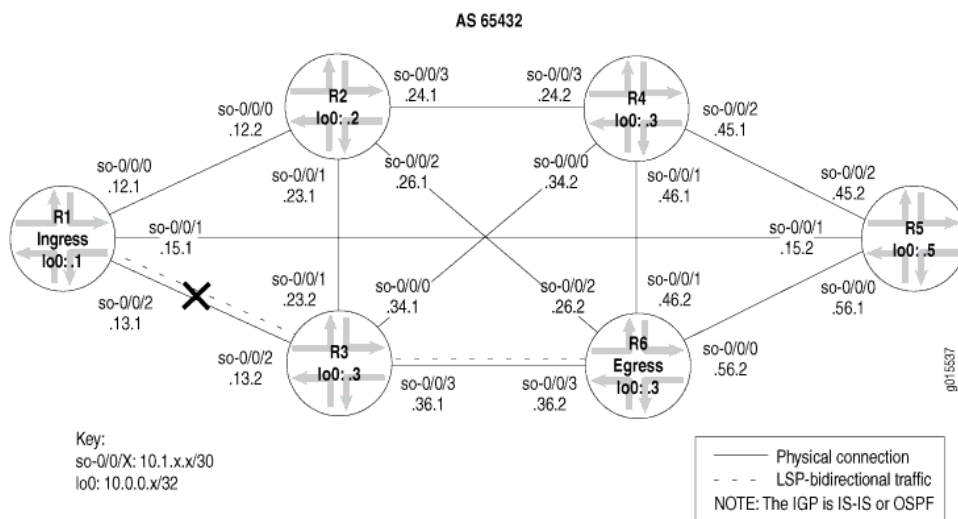 AS 65432
so-0/0/3
.24.1
so-0/0/3
.24.2
R2
lo0: .2
R4
lo0: .3
so-0/0/0
.12.2
so-0/0/2
.45.1
so-0/0/0
.12.1
so-0/0/1
.23.1
so-0/0/2
.26.1
so-0/0/0
.34.2
so-0/0/1
.46.1
so-0/0/2
.45.2
R1
Ingress
lo0: .1
so-0/0/1
.15.1
so-0/0/1
.15.2
R5
lo0: .5
so-0/0/2
.13.1
so-0/0/1
.23.2
so-0/0/0
.34.1
so-0/0/2
.26.2
so-0/0/1
.46.2
so-0/0/0
.56.1
so-0/0/2
.13.2
R3
lo0: .3
R6
Egress
lo0: .3
so-0/0/0
.56.2
so-0/0/3
.36.1
so-0/0/3
.36.2
g015537
Key:
so-0/0/X: 10.1.x.x/30
lo0: 10.0.0.x/32
Physical connection
LSP-bidirectional traffic
NOTE: The IGP is IS-IS or OSPF